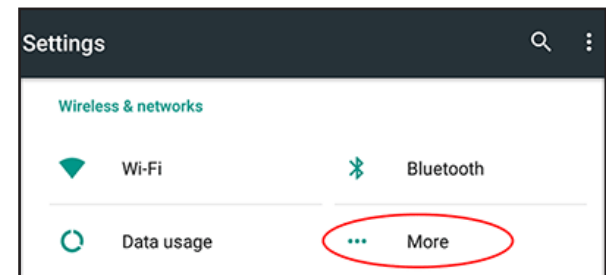 Settings
Wireless & networks
Wi-Fi Bluetooth
Data usage More